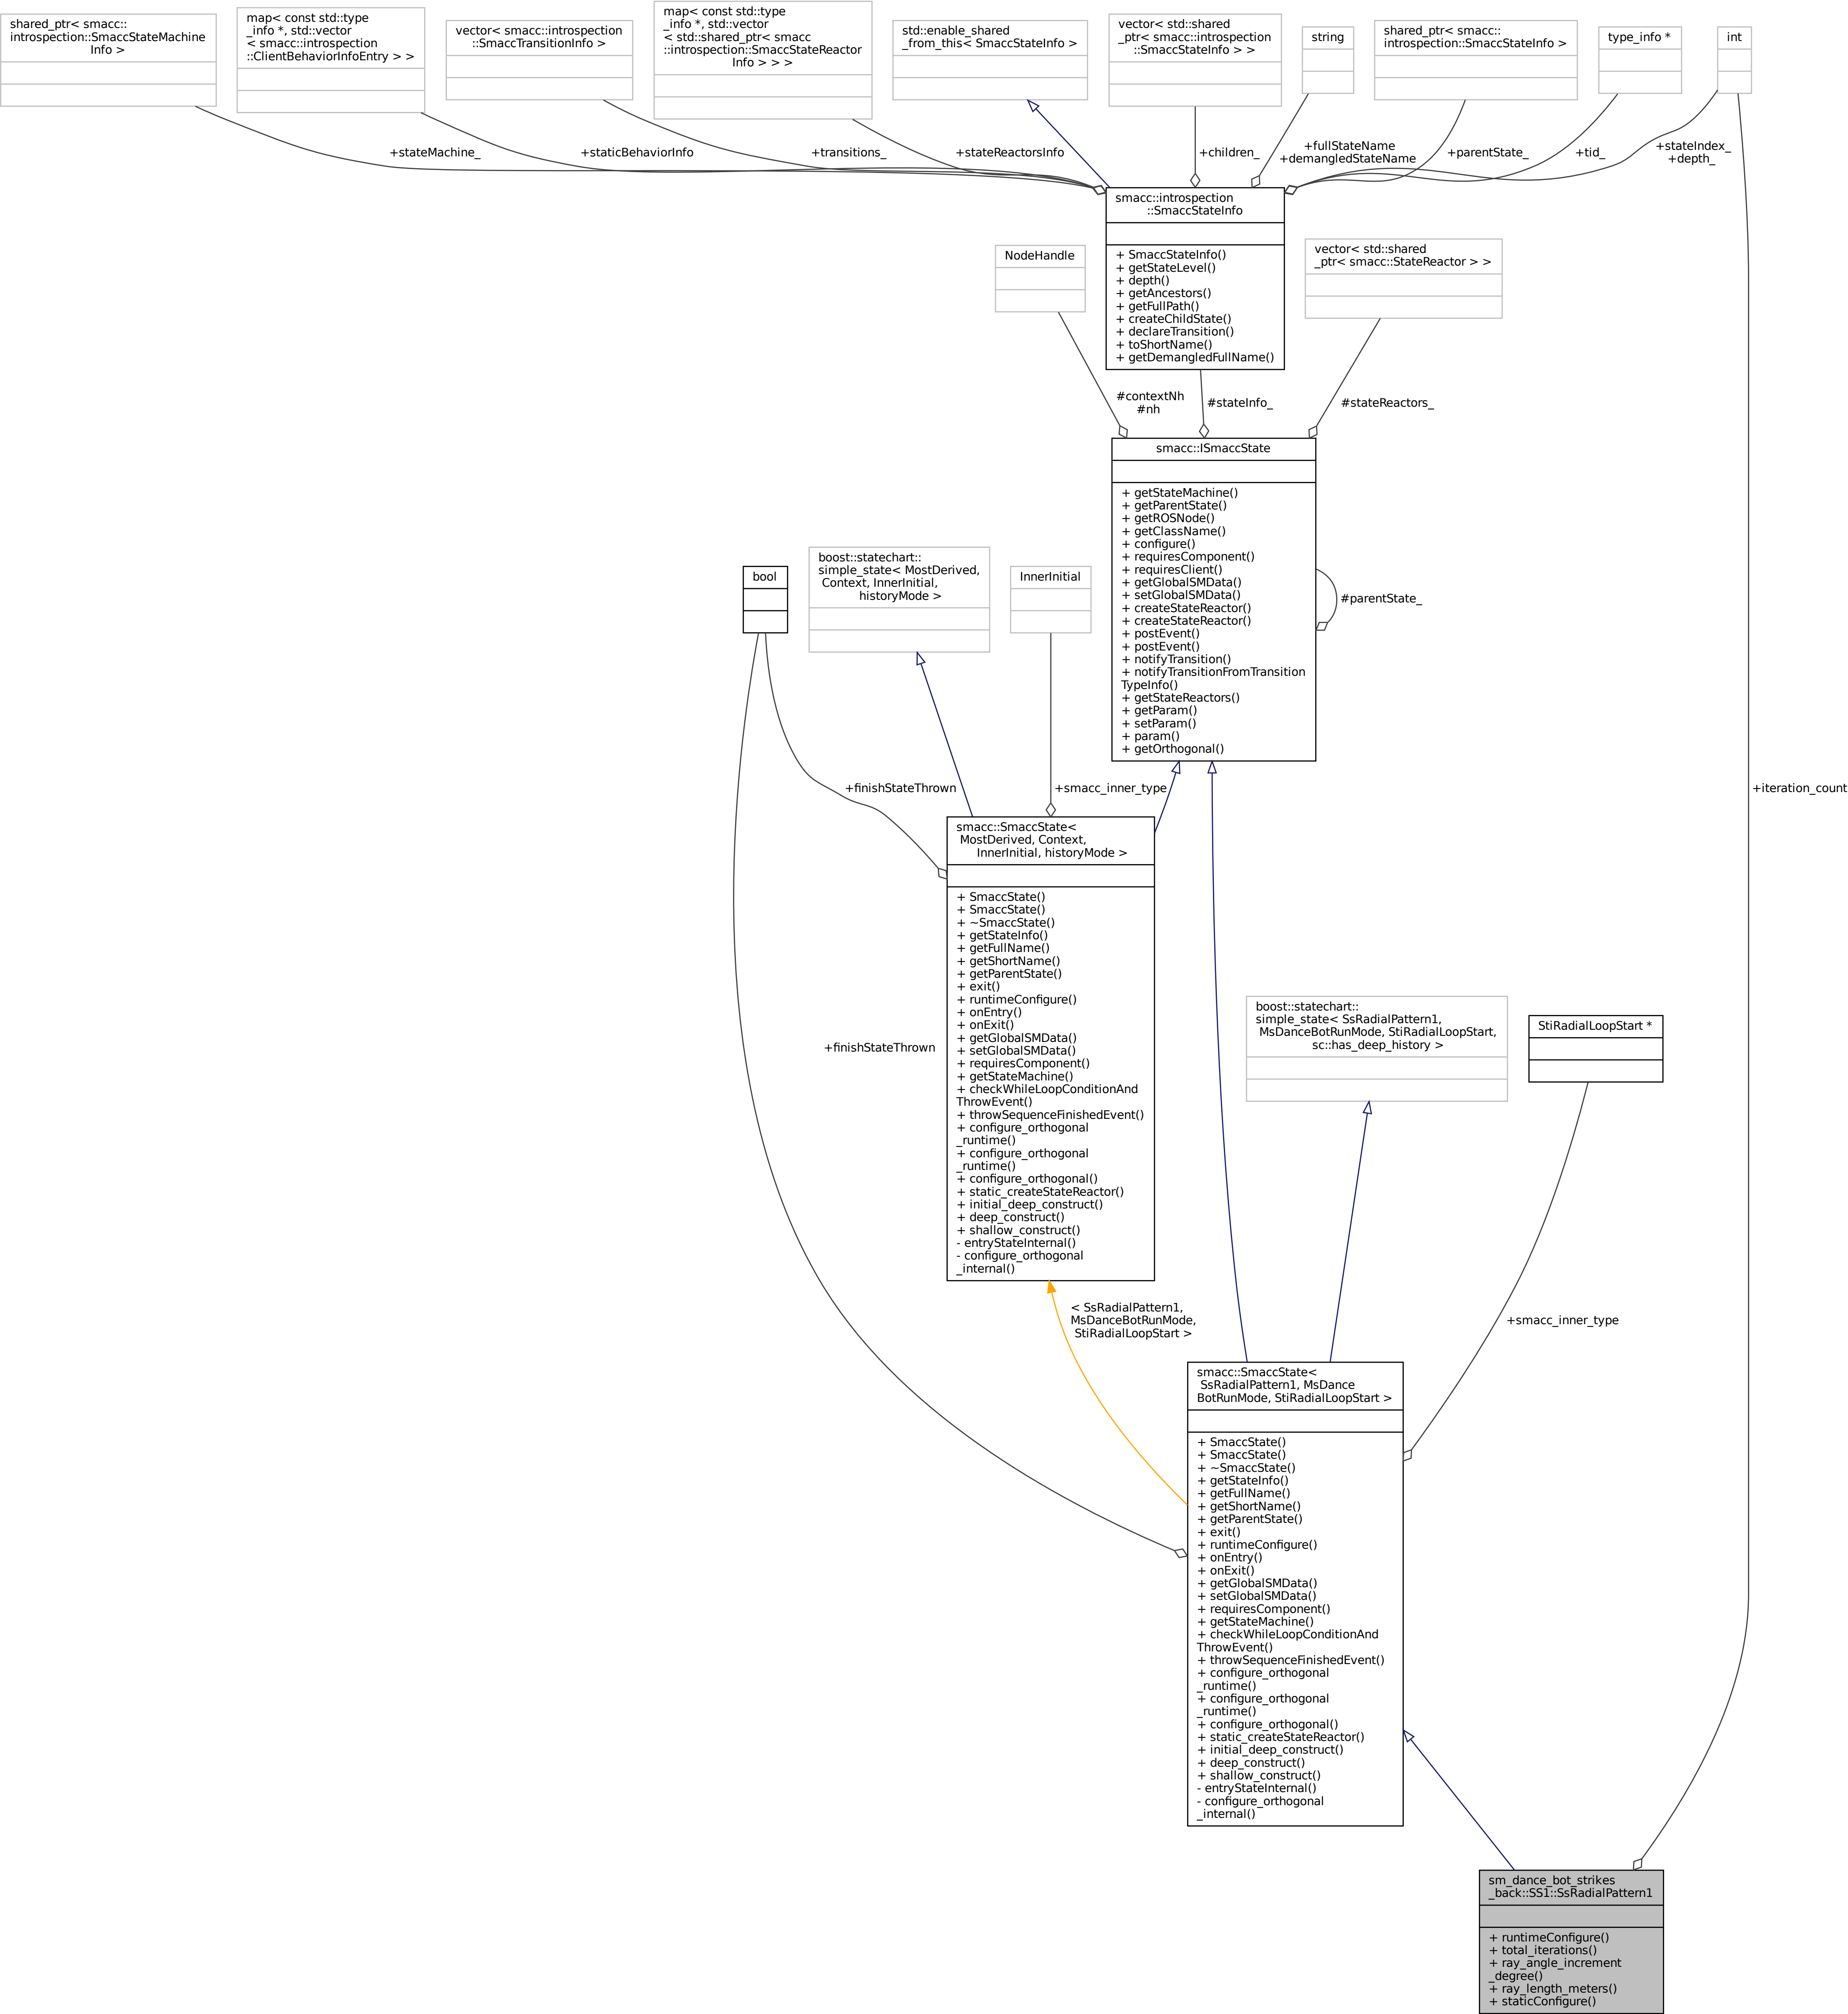 shared_ptr< smacc::
introspection::SmaccStateMachine
Info >
map< const std::type
_info *, std::vector
< smacc::introspection
::ClientBehaviorInfoEntry > >
vector< smacc::introspection
::SmaccTransitionInfo >
map< const std::type
_info *, std::vector
< std::shared_ptr< smacc
::introspection::SmaccStateReactor
Info > > >
std::enable_shared
_from_this< SmaccStateInfo >
vector< std::shared
_ptr< smacc::introspection
::SmaccStateInfo > >
string
shared_ptr< smacc::
introspection::SmaccStateInfo >
type_info *
int
+stateMachine_
+staticBehaviorInfo
+transitions_
+stateReactorsInfo
+children_
+fullStateName
+demangledStateName
+parentState_
+tid_
+stateIndex_
+depth_
smacc::introspection
::SmaccStateInfo
+ SmaccStateInfo()
+ getStateLevel()
+ depth()
+ getAncestors()
+ getFullPath()
+ createChildState()
+ declareTransition()
+ toShortName()
+ getDemangledFullName()
NodeHandle
vector< std::shared
_ptr< smacc::StateReactor > >
#contextNh
#nh
#stateInfo_
#stateReactors_
smacc::ISmaccState
+ getStateMachine()
+ getParentState()
+ getROSNode()
+ getClassName()
+ configure()
+ requiresComponent()
+ requiresClient()
+ getGlobalSMData()
+ setGlobalSMData()
+ createStateReactor()
+ createStateReactor()
+ postEvent()
+ postEvent()
+ notifyTransition()
+ notifyTransitionFromTransition
TypeInfo()
+ getStateReactors()
+ getParam()
+ setParam()
+ param()
+ getOrthogonal()
#parentState_
bool
boost::statechart::
simple_state< MostDerived,
Context, InnerInitial,
historyMode >
InnerInitial
+finishStateThrown
+smacc_inner_type
+iteration_count
smacc::SmaccState<
MostDerived, Context,
InnerInitial, historyMode >
+ SmaccState()
+ SmaccState()
+ ~SmaccState()
+ getStateInfo()
+ getFullName()
+ getShortName()
+ getParentState()
+ exit()
+ runtimeConfigure()
+ onEntry()
+ onExit()
+ getGlobalSMData()
+ setGlobalSMData()
+ requiresComponent()
+ getStateMachine()
+ checkWhileLoopConditionAnd
ThrowEvent()
+ throwSequenceFinishedEvent()
+ configure_orthogonal
_runtime()
+ configure_orthogonal
_runtime()
+ configure_orthogonal()
+ static_createStateReactor()
+ initial_deep_construct()
+ deep_construct()
+ shallow_construct()
- entryStateInternal()
- configure_orthogonal
_internal()
+finishStateThrown
boost::statechart::
simple_state< SsRadialPattern1,
MsDanceBotRunMode, StiRadialLoopStart,
sc::has_deep_history >
StiRadialLoopStart *
< SsRadialPattern1,
MsDanceBotRunMode,
StiRadialLoopStart >
+smacc_inner_type
smacc::SmaccState<
SsRadialPattern1, MsDance
BotRunMode, StiRadialLoopStart >
+ SmaccState()
+ SmaccState()
+ ~SmaccState()
+ getStateInfo()
+ getFullName()
+ getShortName()
+ getParentState()
+ exit()
+ runtimeConfigure()
+ onEntry()
+ onExit()
+ getGlobalSMData()
+ setGlobalSMData()
+ requiresComponent()
+ getStateMachine()
+ checkWhileLoopConditionAnd
ThrowEvent()
+ throwSequenceFinishedEvent()
+ configure_orthogonal
_runtime()
+ configure_orthogonal
_runtime()
+ configure_orthogonal()
+ static_createStateReactor()
+ initial_deep_construct()
+ deep_construct()
+ shallow_construct()
- entryStateInternal()
- configure_orthogonal
_internal()
sm_dance_bot_strikes
_back::SS1::SsRadialPattern1
+ runtimeConfigure()
+ total_iterations()
+ ray_angle_increment
_degree()
+ ray_length_meters()
+ staticConfigure()